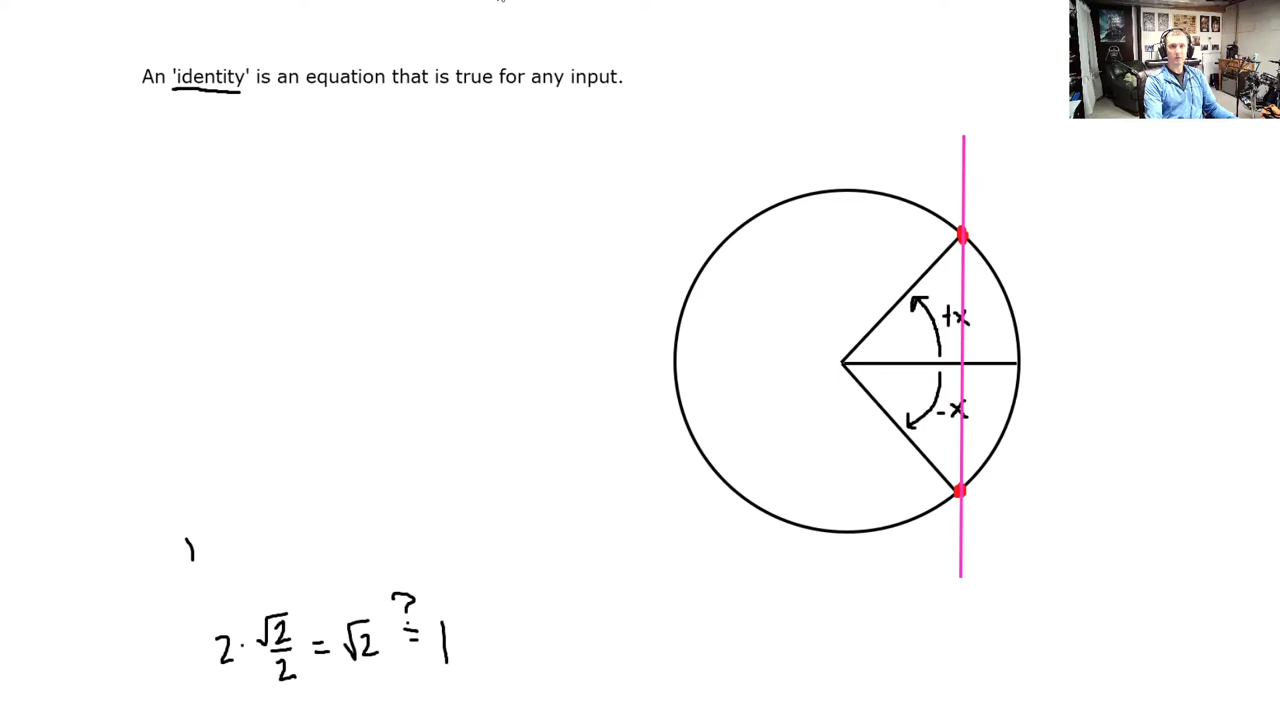 An 'identity' is an equation that is true for any input.
+x
-x
2 · √2/2 = √2 ?= 1